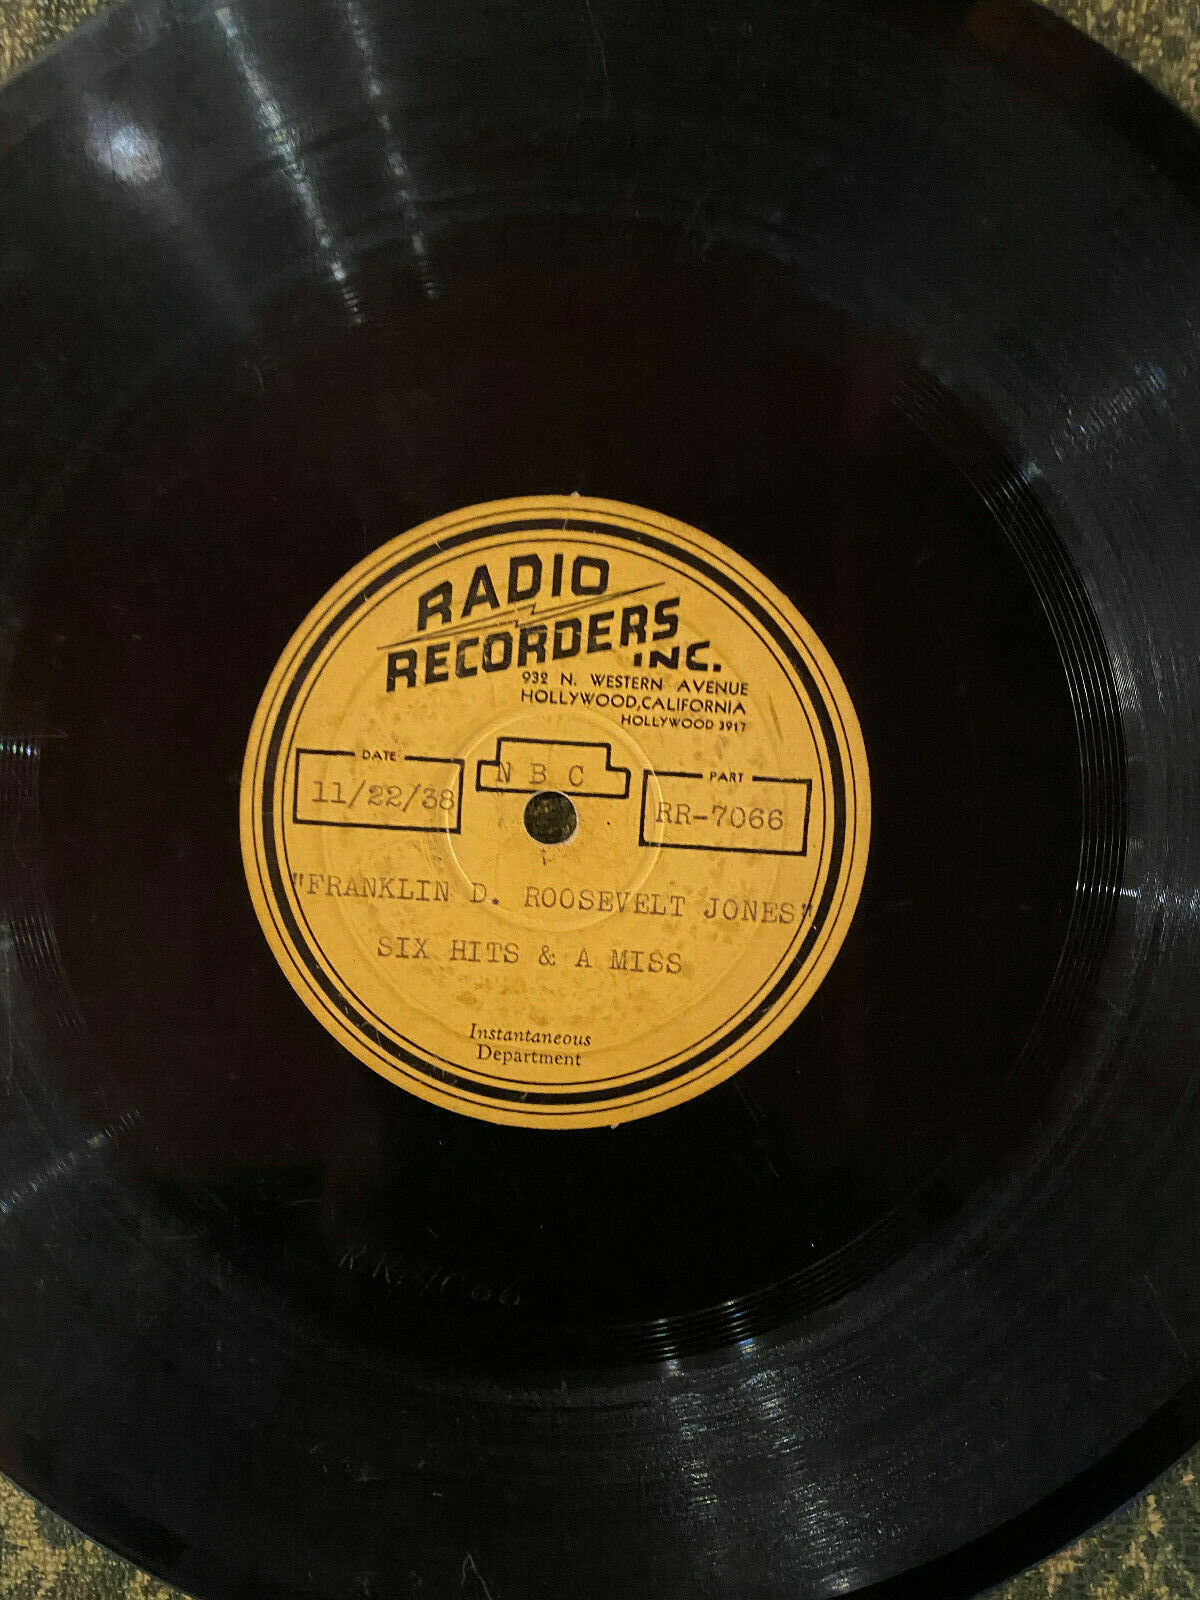 RADIO
RECORDERS
INC.
932 N. WESTERN AVENUE
HOLLYWOOD, CALIFORNIA
HOLLYWOOD 3917
DATE
11/22/38
N B C
PART
RR-7066
"FRANKLIN D. ROOSEVELT JONES"
SIX HITS & A MISS
Instantaneous
Department
RR-7066